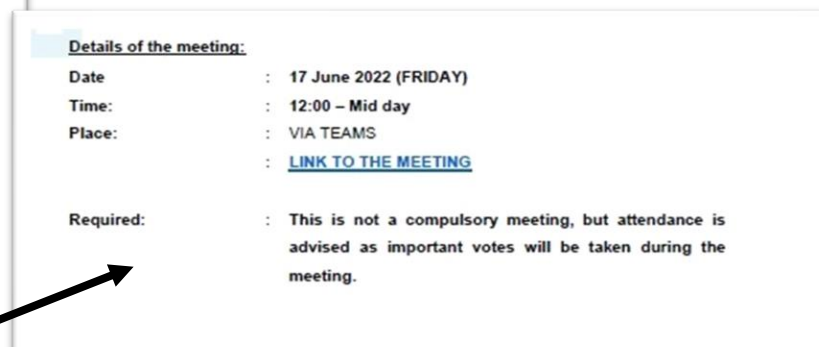 Details of the meeting:
Date : 17 June 2022 (FRIDAY)
Time: : 12:00 – Mid day
Place: : VIA TEAMS
: LINK TO THE MEETING
Required: : This is not a compulsory meeting, but attendance is
advised as important votes will be taken during the
meeting.